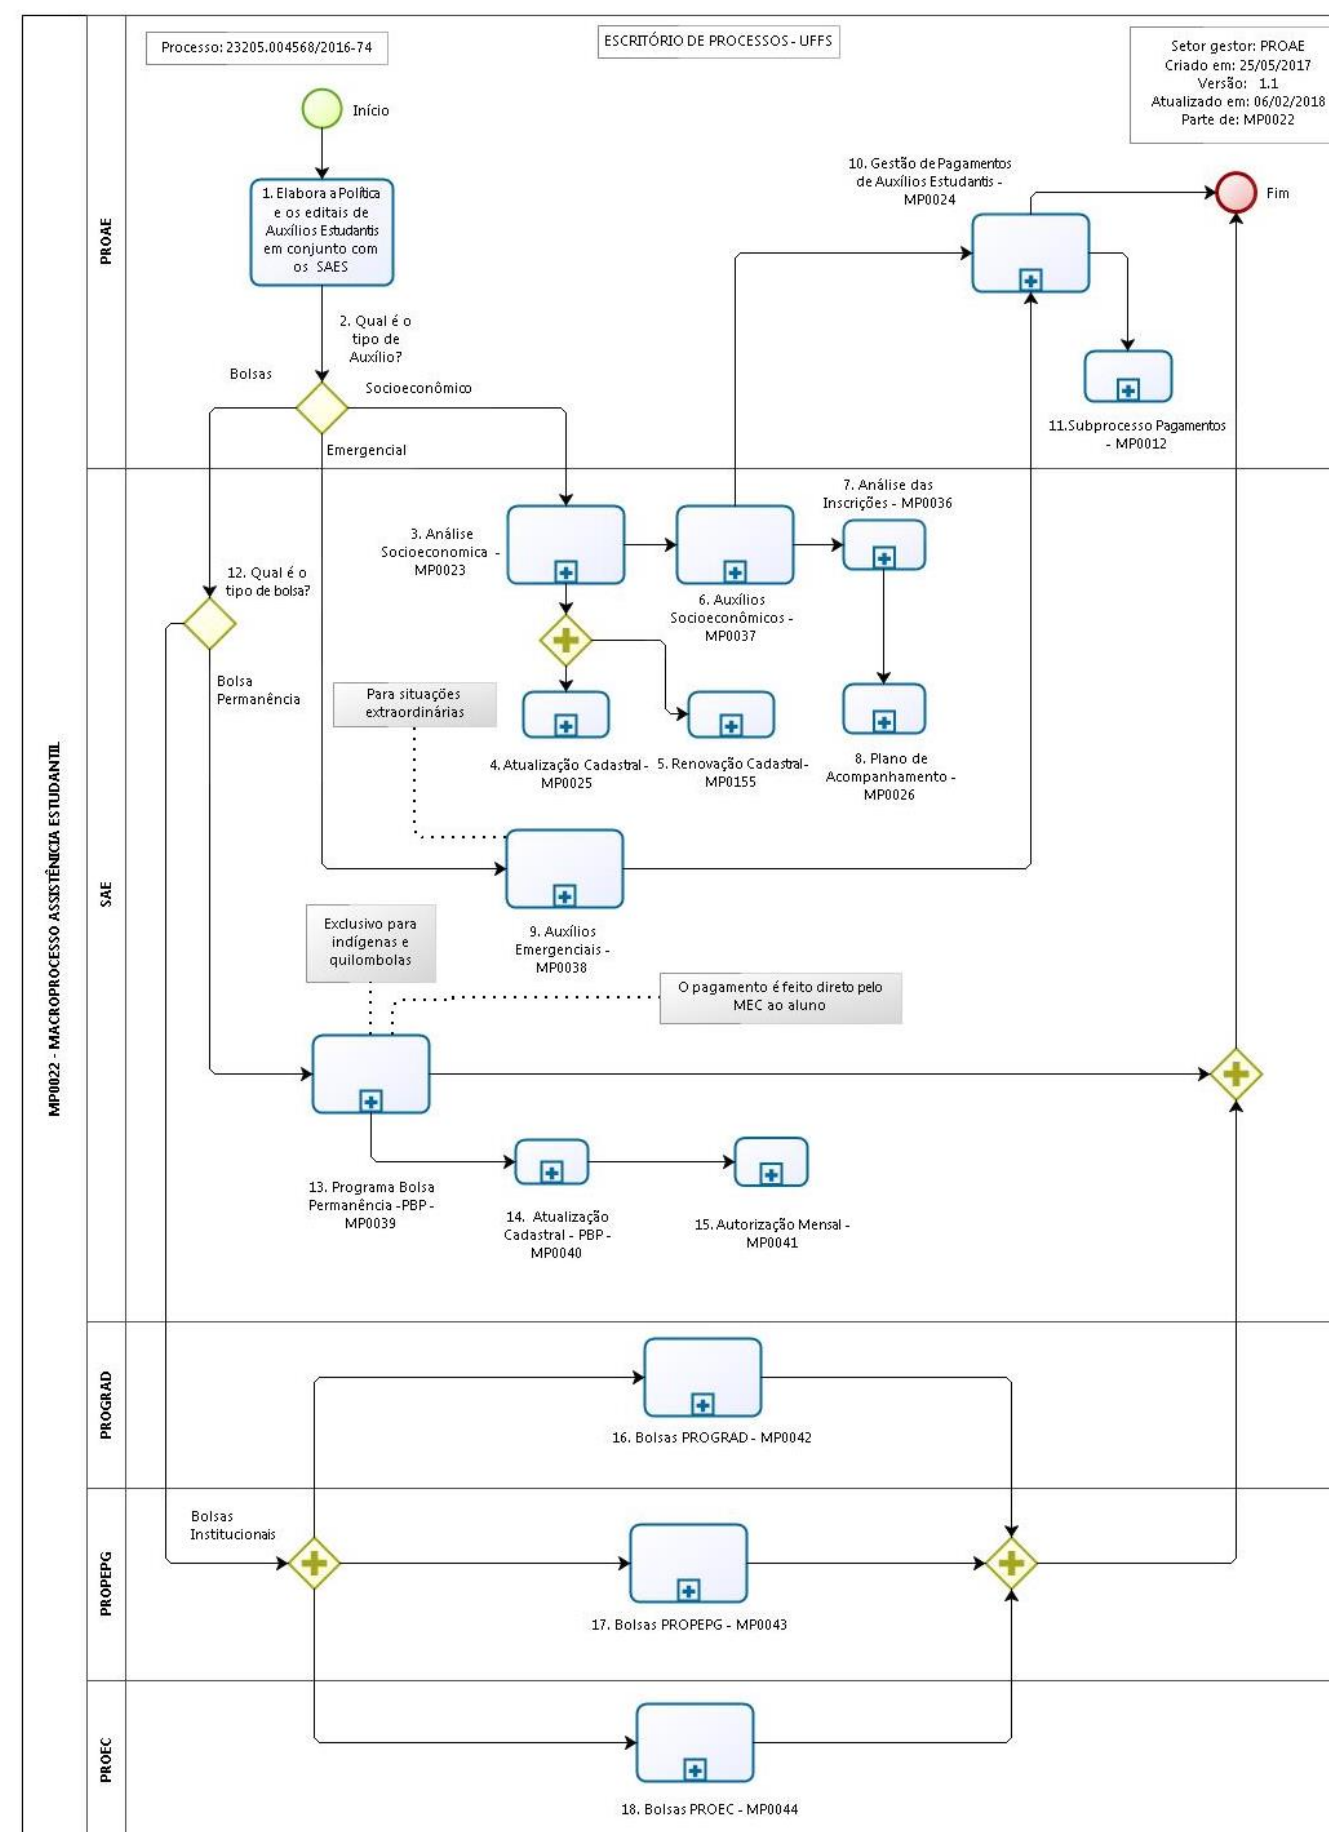 Processo: 23205.004568/2016-74
ESCRITÓRIO DE PROCESSOS - UFFS
Setor gestor: PROAE
Criado em: 25/05/2017
Versão: 1.1
Atualizado em: 06/02/2018
Parte de: MP0022
MP0022 - MACROPROCESSO ASSISTÊNICIA ESTUDANTIL
PROAE
Início
1. Elabora a Política
e os editais de
Auxílios Estudantis
em conjunto com
os SAES
2. Qual é o
tipo de
Auxílio?
Bolsas
Socioeconômico
Emergencial
10. Gestão de Pagamentos
de Auxílios Estudantis -
MP0024
Fim
11.Subprocesso Pagamentos
- MP0012
SAE
12. Qual é o
tipo de bolsa?
3. Análise
Socioeconomica -
MP0023
6. Auxílios
Socioeconômicos -
MP0037
7. Análise das
Inscrições - MP0036
Bolsa
Permanência
Para situações
extraordinárias
4. Atualização Cadastral -
MP0025
5. Renovação Cadastral-
MP0155
8. Plano de
Acompanhamento -
MP0026
9. Auxílios
Emergenciais -
MP0038
Exclusivo para
indígenas e
quilombolas
O pagamento é feito direto pelo
MEC ao aluno
13. Programa Bolsa
Permanência -PBP -
MP0039
14. Atualização
Cadastral - PBP -
MP0040
15. Autorização Mensal -
MP0041
PROGRAD
16. Bolsas PROGRAD - MP0042
PROPEPG
Bolsas
Institucionais
17. Bolsas PROPEPG - MP0043
PROEC
18. Bolsas PROEC - MP0044